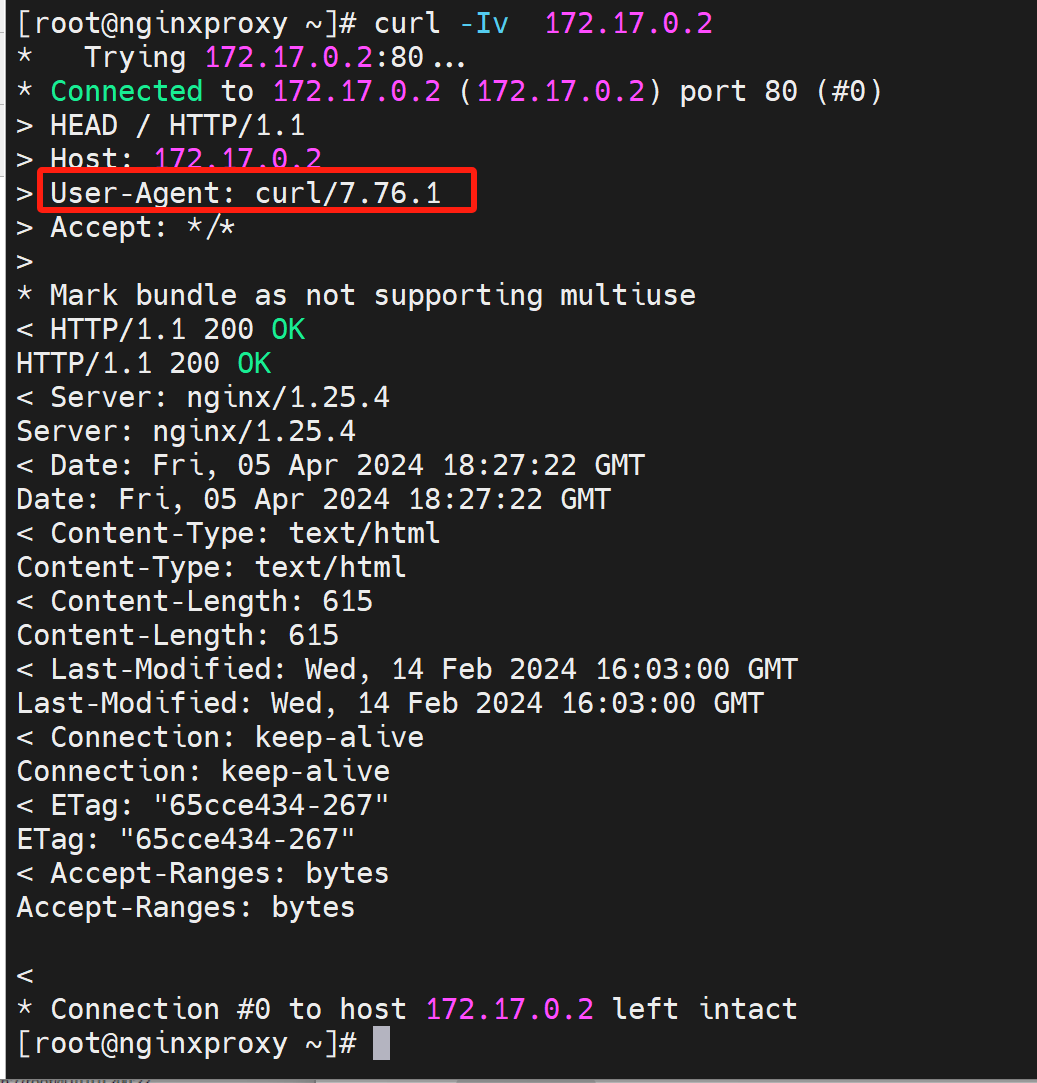 [root@nginxproxy ~]# curl -Iv  172.17.0.2
*   Trying 172.17.0.2:80...
* Connected to 172.17.0.2 (172.17.0.2) port 80 (#0)
> HEAD / HTTP/1.1
> Host: 172.17.0.2
> User-Agent: curl/7.76.1
> Accept: */*
>
* Mark bundle as not supporting multiuse
< HTTP/1.1 200 OK
HTTP/1.1 200 OK
< Server: nginx/1.25.4
Server: nginx/1.25.4
< Date: Fri, 05 Apr 2024 18:27:22 GMT
Date: Fri, 05 Apr 2024 18:27:22 GMT
< Content-Type: text/html
Content-Type: text/html
< Content-Length: 615
Content-Length: 615
< Last-Modified: Wed, 14 Feb 2024 16:03:00 GMT
Last-Modified: Wed, 14 Feb 2024 16:03:00 GMT
< Connection: keep-alive
Connection: keep-alive
< ETag: "65cce434-267"
ETag: "65cce434-267"
< Accept-Ranges: bytes
Accept-Ranges: bytes

<
* Connection #0 to host 172.17.0.2 left intact
[root@nginxproxy ~]#